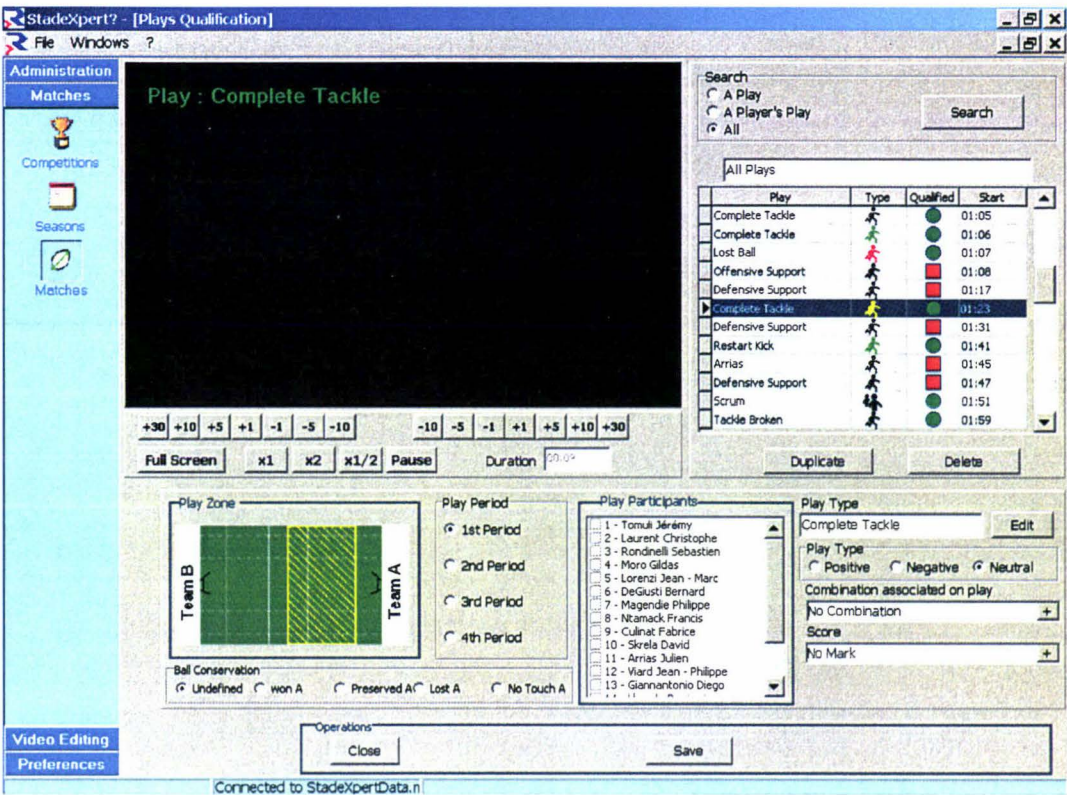 StadeXpert? - [Plays Qualification]
File Windows ?
Administration
Matches
Competitions
Seasons
Matches
Video Editing
Preferences
Play : Complete Tackle
+30 +10 +5 +1 -1 -5 -10 -10 -5 -1 +1 +5 +10 +30
Full Screen x1 x2 x1/2 Pause Duration
Search
A Play
A Player's Play
All
Search
All Plays
Play Type Qualified Start
Complete Tackle 01:05
Complete Tackle 01:06
Lost Ball 01:07
Offensive Support 01:08
Defensive Support 01:17
Complete Tackle 01:23
Defensive Support 01:31
Restart Kick 01:41
Arrias 01:45
Defensive Support 01:47
Scrum 01:51
Tackle Broken 01:59
Duplicate Delete
Play Zone
Team B
Team A
Ball Conservation
Undefined won A Preserved A Lost A No Touch A
Play Period
1st Period
2nd Period
3rd Period
4th Period
Play Participants
1 - Tomuli Jérémy
2 - Laurent Christophe
3 - Rondinelli Sebastien
4 - Moro Gildas
5 - Lorenzi Jean - Marc
6 - DeGiusti Bernard
7 - Magendie Philippe
8 - Ntamack Francis
9 - Culinat Fabrice
10 - Skrela David
11 - Arrias Julien
12 - Viard Jean - Philippe
13 - Giannantonio Diego
Play Type
Complete Tackle Edit
Play Type
Positive Negative Neutral
Combination associated on play
No Combination +
Score
No Mark +
Operations
Close Save
Connected to StadeXpertData.n